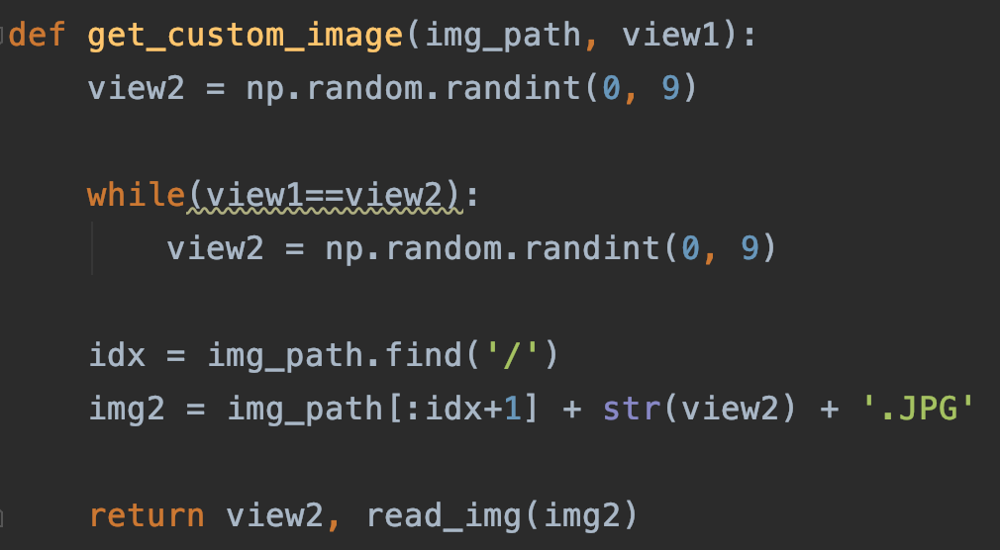 def get_custom_image(img_path, view1):
    view2 = np.random.randint(0, 9)
    while(view1==view2):
        view2 = np.random.randint(0, 9)
    idx = img_path.find('/')
    img2 = img_path[:idx+1] + str(view2) + '.JPG'
    return view2, read_img(img2)